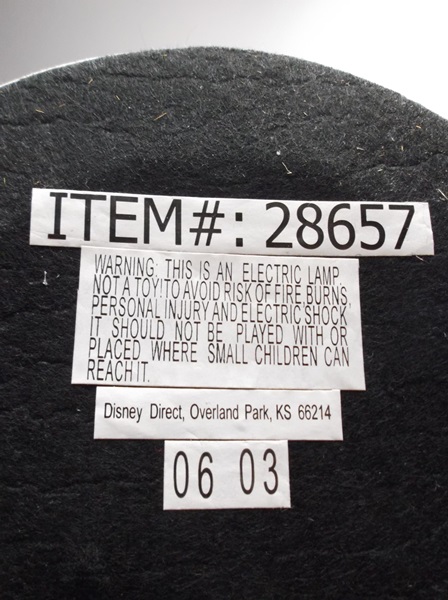 ITEM#: 28657
WARNING: THIS IS AN ELECTRIC LAMP,
NOT A TOY! TO AVOID RISK OF FIRE, BURNS,
PERSONAL INJURY AND ELECTRIC SHOCK
IT SHOULD NOT BE PLAYED WITH OR
PLACED WHERE SMALL CHILDREN CAN
REACH IT.
Disney Direct, Overland Park, KS 66214
06 03